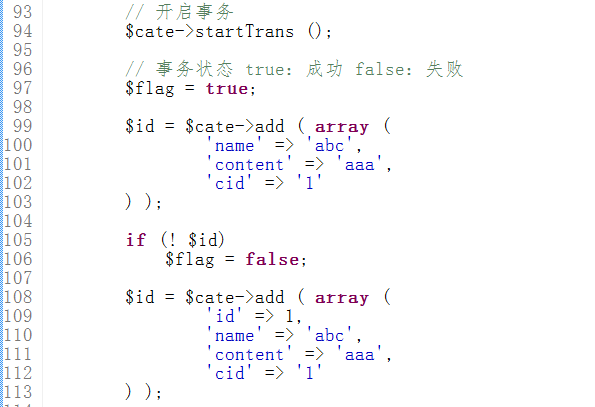 93 // 开启事务
94 $cate->startTrans ();
95
96 // 事务状态 true: 成功 false: 失败
97 $flag = true;
98
99 $id = $cate->add ( array (
100 'name' => 'abc',
101 'content' => 'aaa',
102 'cid' => '1'
103 ) );
104
105 if (! $id)
106 $flag = false;
107
108 $id = $cate->add ( array (
109 'id' => 1,
110 'name' => 'abc',
111 'content' => 'aaa',
112 'cid' => '1'
113 ) );